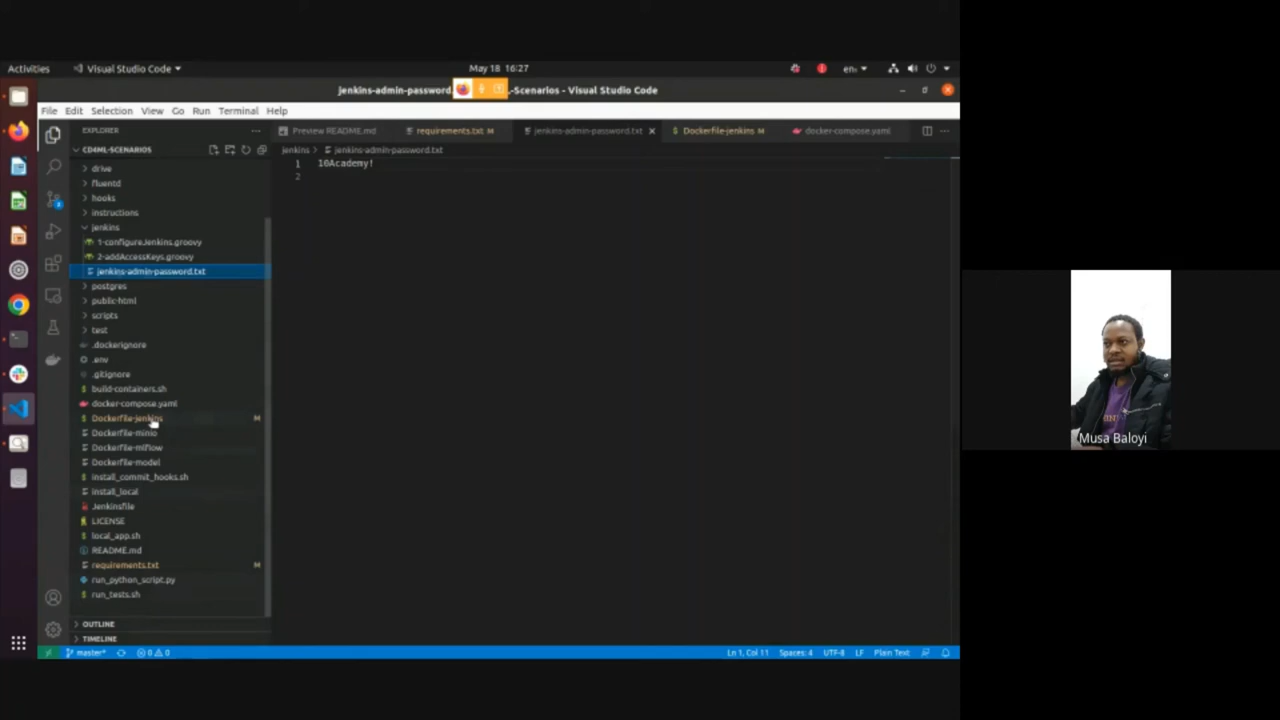 Activities
Visual Studio Code
May 18 16:27
en
jenkins-admin-password.
-Scenarios - Visual Studio Code
File Edit Selection View Go Run Terminal Help
EXPLORER
Preview README.md
requirements.txt M
jenkins-admin-password.txt
Dockerfile-jenkins M
docker-compose.yaml
CD4ML-SCENARIOS
jenkins > jenkins-admin-password.txt
1 10Academy!
2
drive
fluentd
hooks
instructions
jenkins
1-configureJenkins.groovy
2-addAccessKeys.groovy
jenkins-admin-password.txt
postgres
public-html
scripts
test
.dockerignore
.env
.gitignore
build-containers.sh
docker-compose.yaml
Dockerfile-jenkins M
Dockerfile-minio
Dockerfile-mlflow
Dockerfile-model
install_commit_hooks.sh
install_local
Jenkinsfile
LICENSE
local_app.sh
README.md
requirements.txt M
run_python_script.py
run_tests.sh
OUTLINE
TIMELINE
master*
0 0
Ln 1, Col 11
Spaces: 4
UTF-8
LF
Plain Text
Musa Baloyi